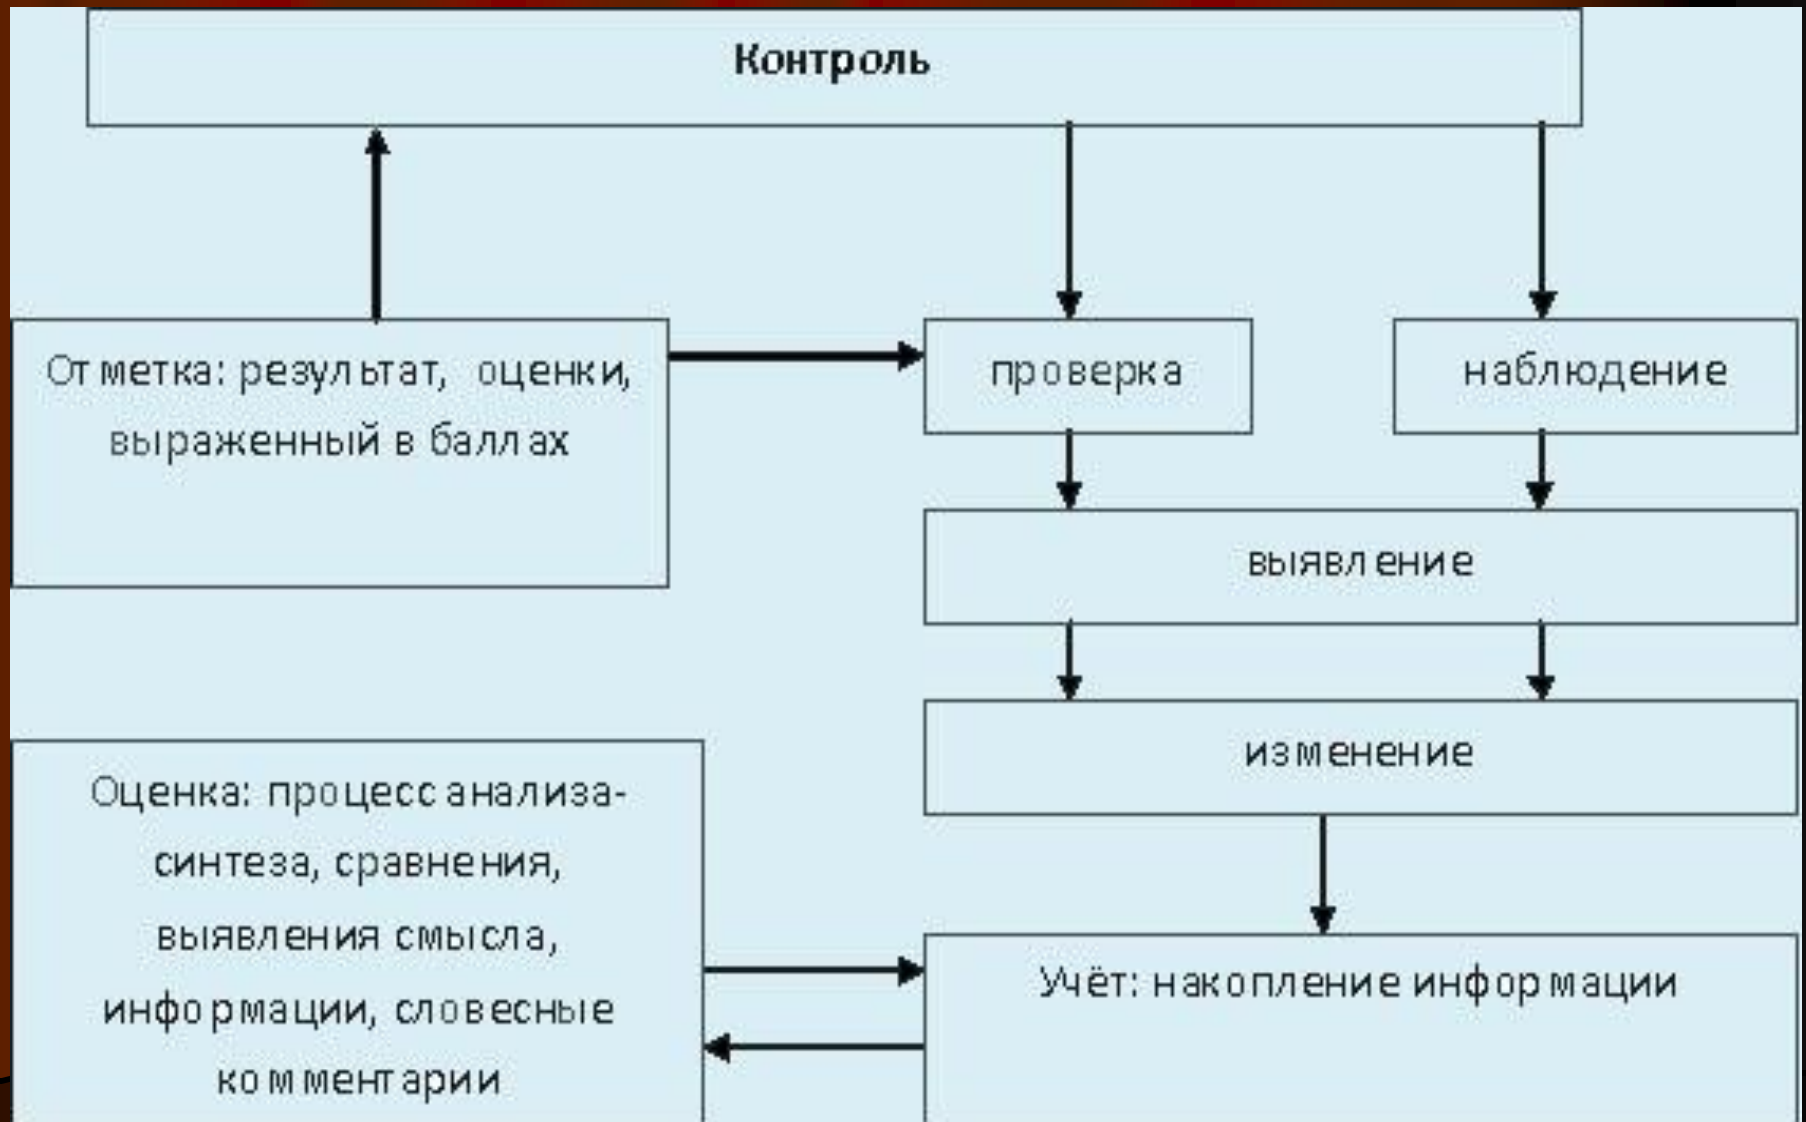 Контроль
Отметка: результат, оценки,
выраженный в баллах
проверка
наблюдение
выявление
изменение
Оценка: процесс анализа-
синтеза, сравнения,
выявления смысла,
информации, словесные
комментарии
Учёт: накопление информации